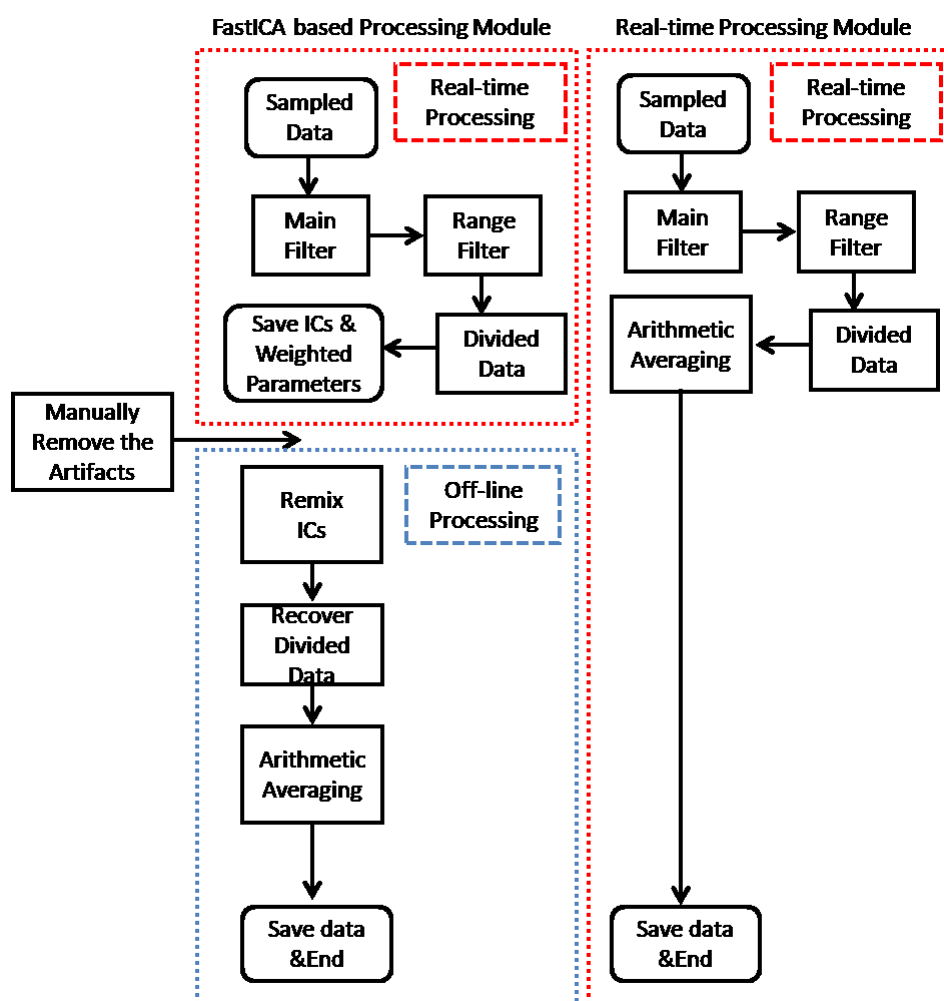 FastICA based Processing Module
Real-time Processing Module
Sampled
Data
Real-time
Processing
Main
Filter
Range
Filter
Save ICs &
Weighted
Parameters
Divided
Data
Manually
Remove the
Artifacts
Remix
ICs
Off-line
Processing
Recover
Divided
Data
Arithmetic
Averaging
Save data
&End
Sampled
Data
Real-time
Processing
Main
Filter
Range
Filter
Arithmetic
Averaging
Divided
Data
Save data
&End